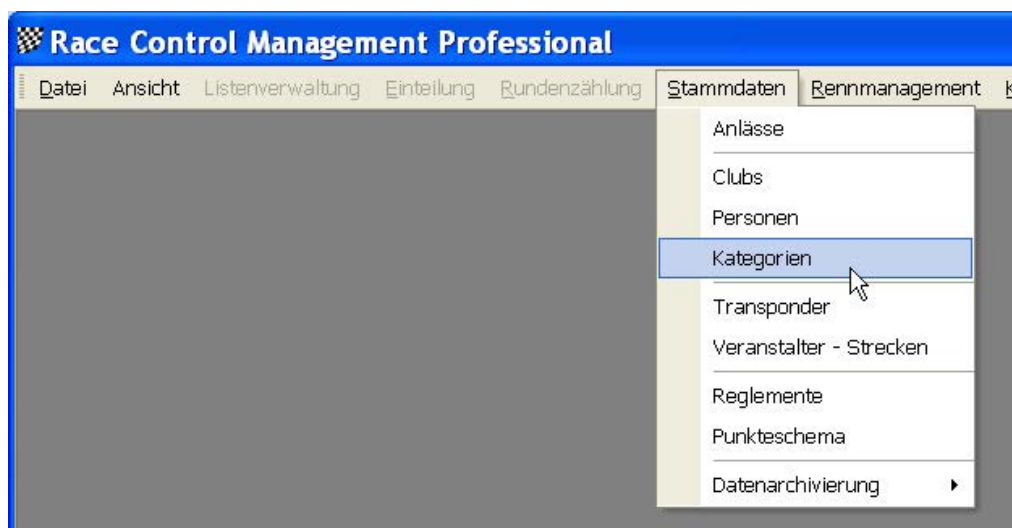 Race Control Management Professional
Datei Ansicht Listenverwaltung Einteilung Rundenzählung Stammdaten Rennmanagement
Anlässe
Clubs
Personen
Kategorien
Transponder
Veranstalter - Strecken
Reglemente
Punkteschema
Datenarchivierung